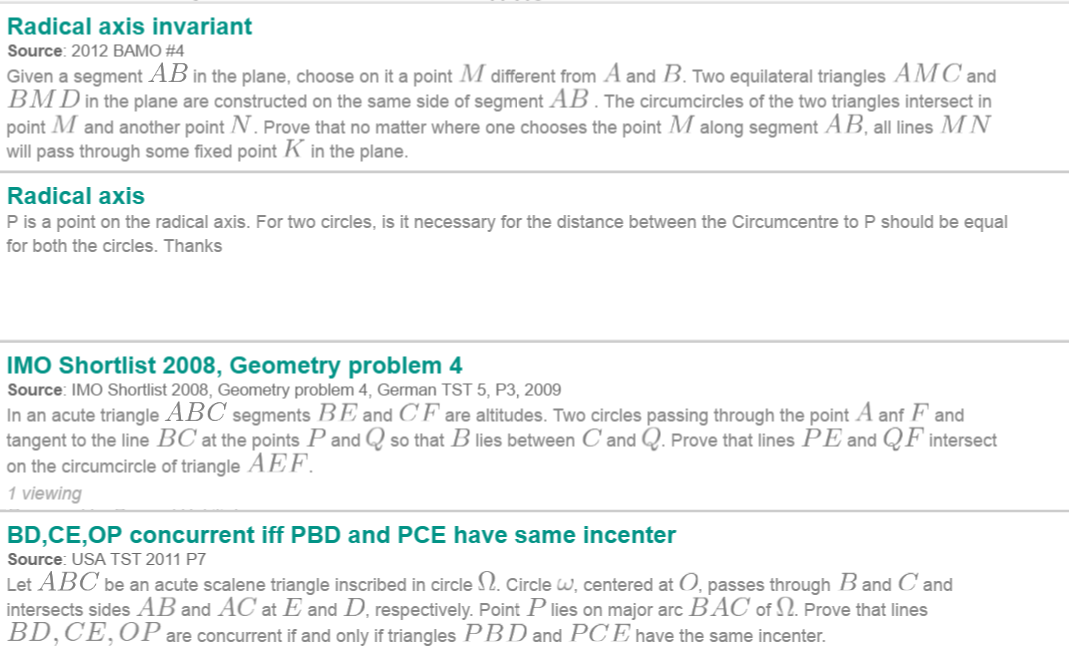 Radical axis invariant
Source: 2012 BAMO #4
Given a segment AB in the plane, choose on it a point M different from A and B. Two equilateral triangles AMC and
BMD in the plane are constructed on the same side of segment AB . The circumcircles of the two triangles intersect in
point M and another point N . Prove that no matter where one chooses the point M along segment AB, all lines MN
will pass through some fixed point K in the plane.
Radical axis
P is a point on the radical axis. For two circles, is it necessary for the distance between the Circumcentre to P should be equal
for both the circles. Thanks
IMO Shortlist 2008, Geometry problem 4
Source: IMO Shortlist 2008, Geometry problem 4, German TST 5, P3, 2009
In an acute triangle ABC segments BE and CF are altitudes. Two circles passing through the point A anf F and
tangent to the line BC at the points P and Q so that B lies between C and Q. Prove that lines PE and QF intersect
on the circumcircle of triangle AEF.
1 viewing
BD,CE,OP concurrent iff PBD and PCE have same incenter
Source: USA TST 2011 P7
Let ABC be an acute scalene triangle inscribed in circle Ω. Circle ω, centered at O, passes through B and C and
intersects sides AB and AC at E and D, respectively. Point P lies on major arc BAC of Ω. Prove that lines
BD, CE, OP are concurrent if and only if triangles PBD and PCE have the same incenter.